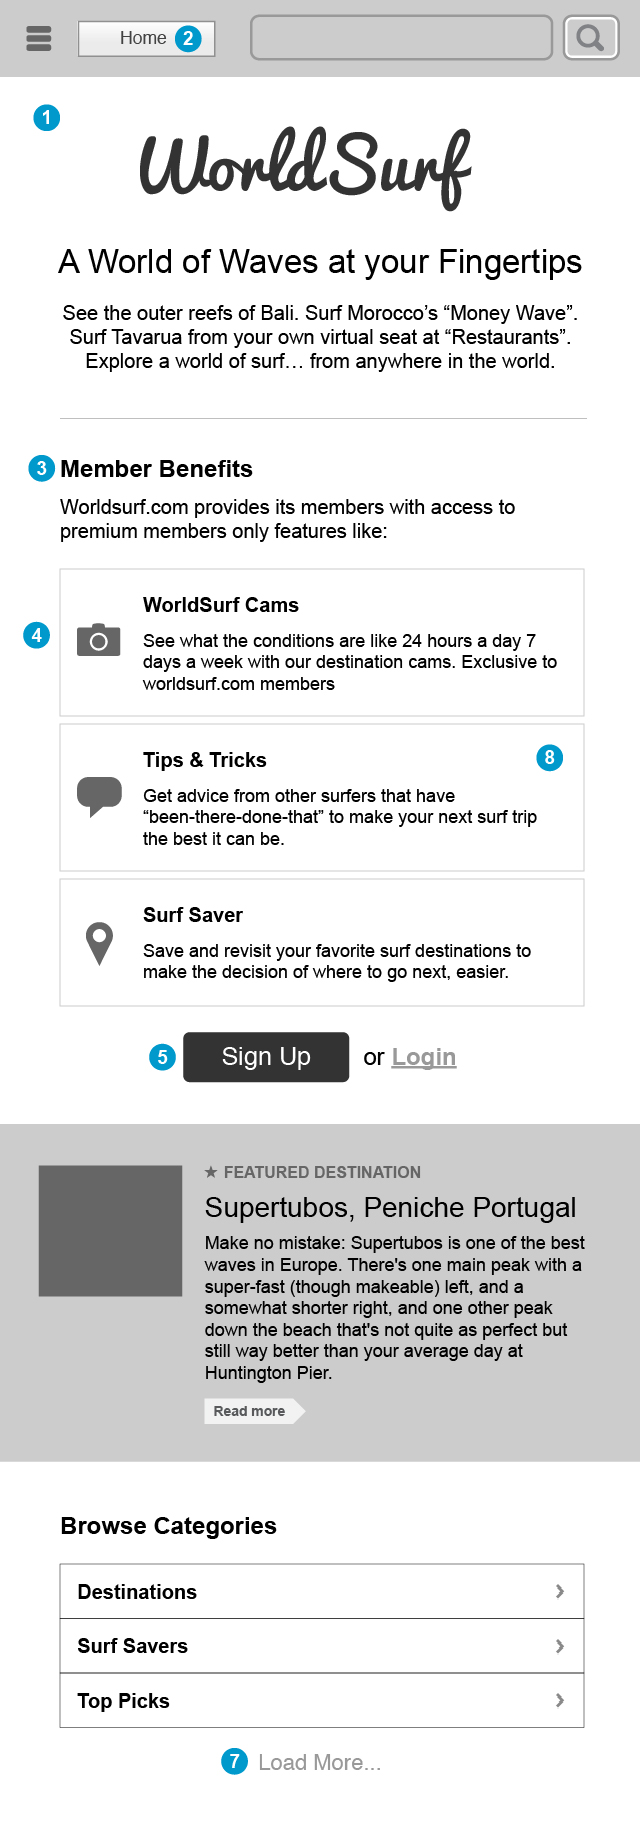 Home 2
1
WorldSurf
A World of Waves at your Fingertips
See the outer reefs of Bali. Surf Morocco’s “Money Wave”.
Surf Tavarua from your own virtual seat at “Restaurants”.
Explore a world of surf… from anywhere in the world.
3 Member Benefits
Worldsurf.com provides its members with access to
premium members only features like:
4
WorldSurf Cams
See what the conditions are like 24 hours a day 7
days a week with our destination cams. Exclusive to
worldsurf.com members
Tips & Tricks 8
Get advice from other surfers that have
“been-there-done-that” to make your next surf trip
the best it can be.
Surf Saver
Save and revisit your favorite surf destinations to
make the decision of where to go next, easier.
5 Sign Up or Login
★ FEATURED DESTINATION
Supertubos, Peniche Portugal
Make no mistake: Supertubos is one of the best
waves in Europe. There's one main peak with a
super-fast (though makeable) left, and a
somewhat shorter right, and one other peak
down the beach that's not quite as perfect but
still way better than your average day at
Huntington Pier.
Read more
Browse Categories
Destinations
Surf Savers
Top Picks
7 Load More...